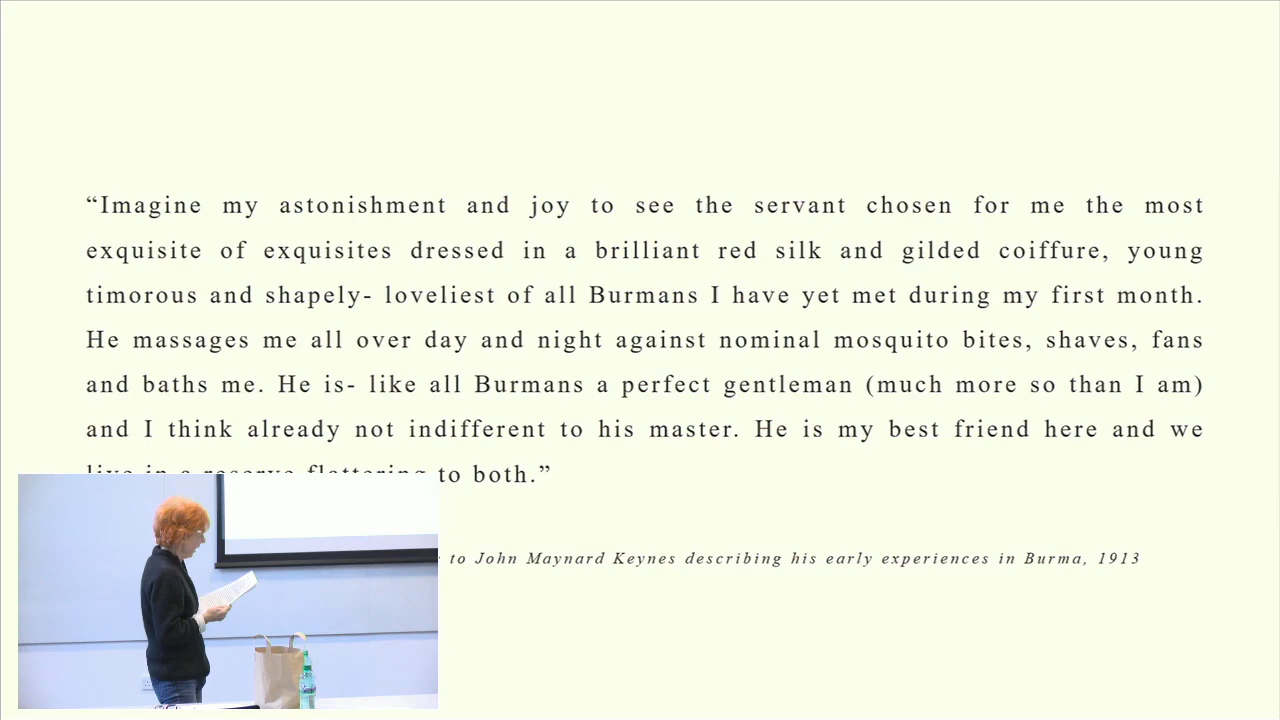 “Imagine my astonishment and joy to see the servant chosen for me the most
exquisite of exquisites dressed in a brilliant red silk and gilded coiffure, young
timorous and shapely- loveliest of all Burmans I have yet met during my first month.
He massages me all over day and night against nominal mosquito bites, shaves, fans
and baths me. He is- like all Burmans a perfect gentleman (much more so than I am)
and I think already not indifferent to his master. He is my best friend here and we
live in a reserve flattering to both.”
to John Maynard Keynes describing his early experiences in Burma, 1913